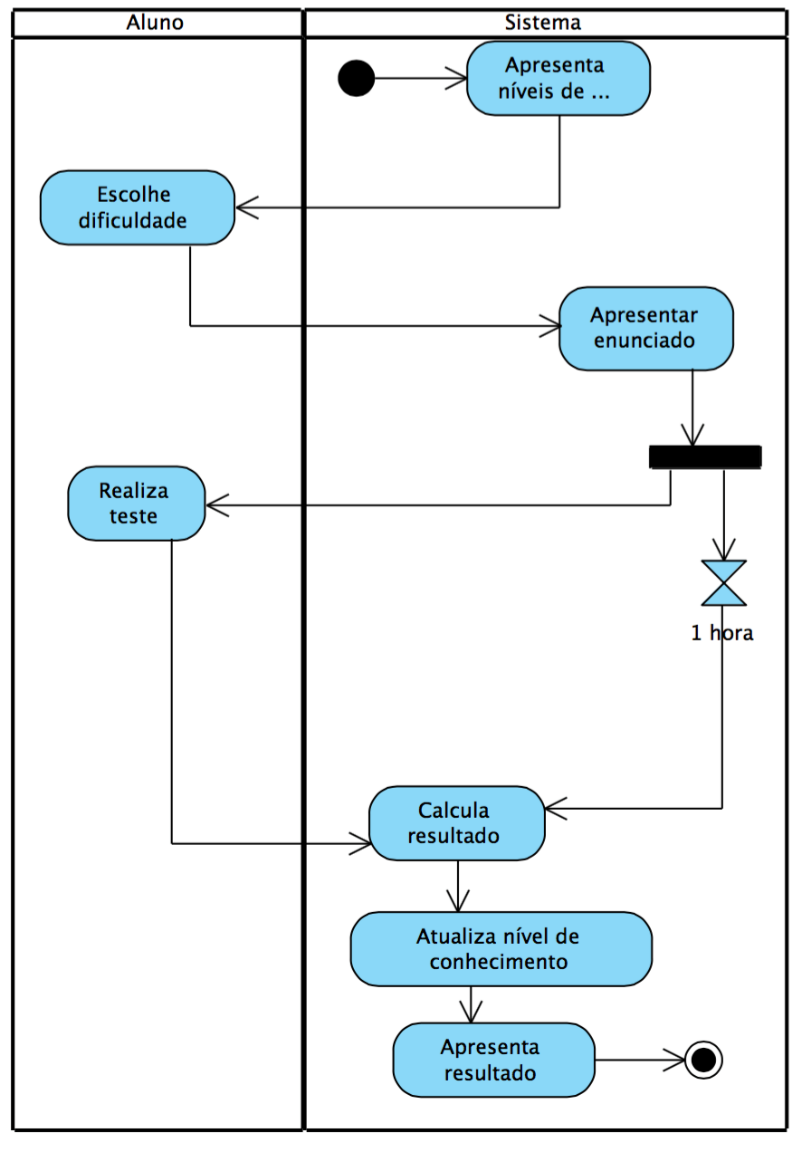 Aluno
Sistema
Apresenta
níveis de ...
Escolhe
dificuldade
Apresentar
enunciado
Realiza
teste
1 hora
Calcula
resultado
Atualiza nível de
conhecimento
Apresenta
resultado